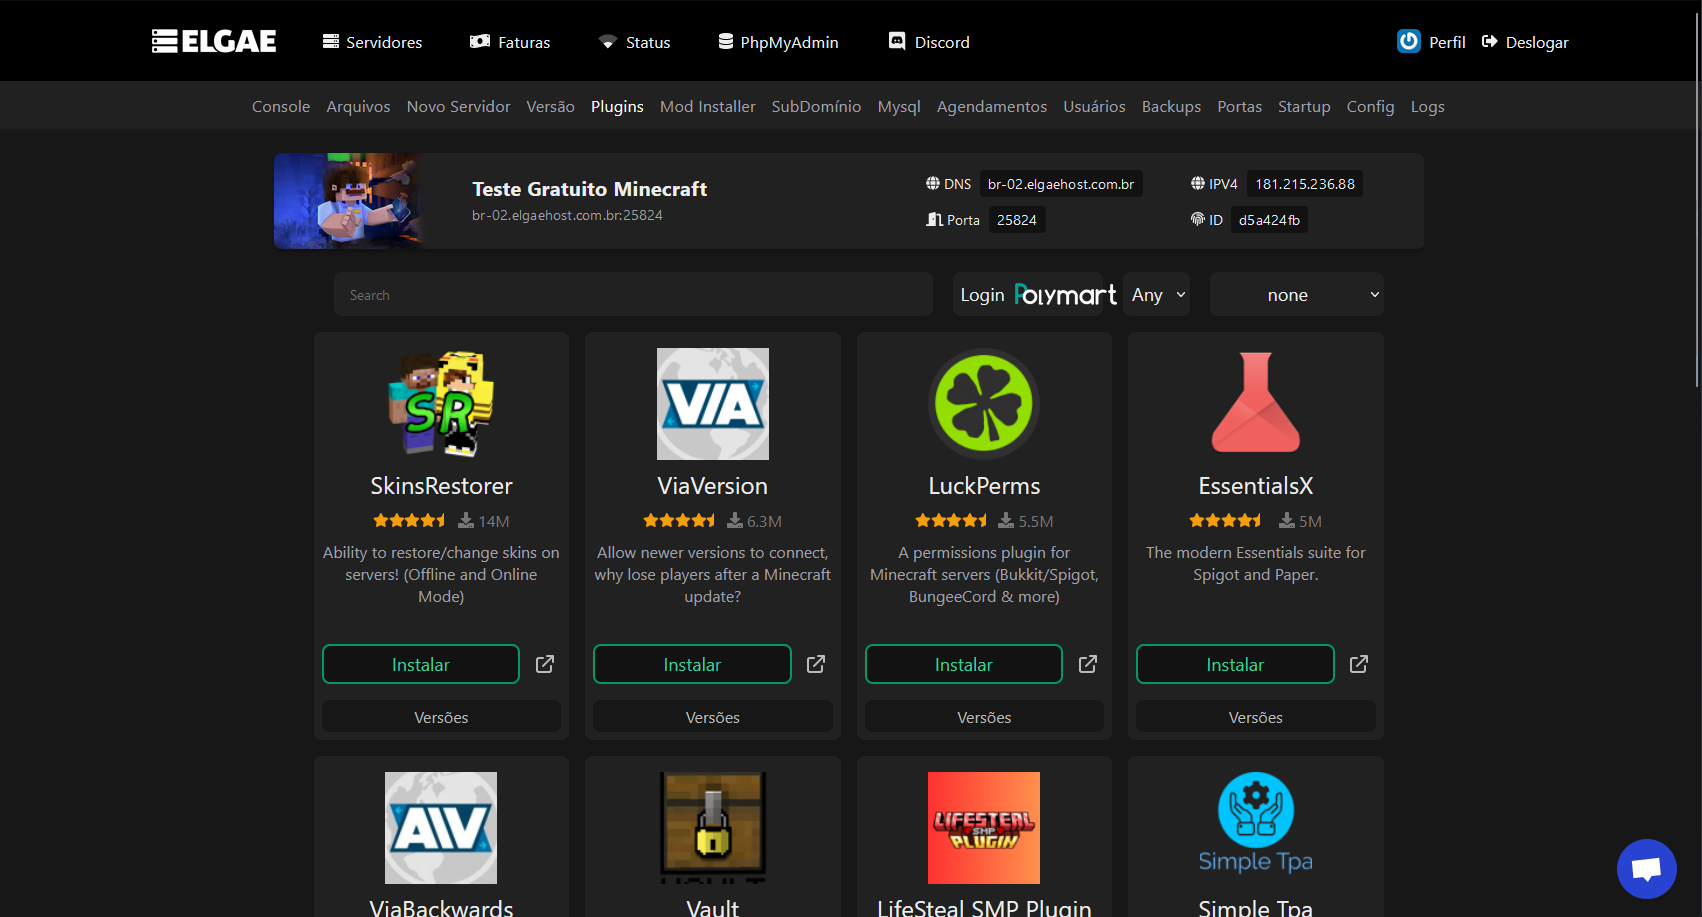 ELGAE
Servidores
Faturas
Status
PhpMyAdmin
Discord
Perfil
Deslogar
Console Arquivos Novo Servidor Versão Plugins Mod Installer SubDomínio Mysql Agendamentos Usuários Backups Portas Startup Config Logs
Teste Gratuito Minecraft
br-02.elgaehost.com.br:25824
DNS br-02.elgaehost.com.br
IPV4 181.215.236.88
Porta 25824
ID d5a424fb
Search
Login Polymart
Any
none
SR
SkinsRestorer
14M
Ability to restore/change skins on
servers! (Offline and Online
Mode)
Instalar
Versões
VIA
ViaVersion
6.3M
Allow newer versions to connect,
why lose players after a Minecraft
update?
Instalar
Versões
LuckPerms
5.5M
A permissions plugin for
Minecraft servers (Bukkit/Spigot,
BungeeCord & more)
Instalar
Versões
EssentialsX
5M
The modern Essentials suite for
Spigot and Paper.
Instalar
Versões
AIV
ViaBackwards
Vault
LIFESTEAL
SMP
PLUGIN
LifeSteal SMP Plugin
Simple Tpa
Simple Tpa